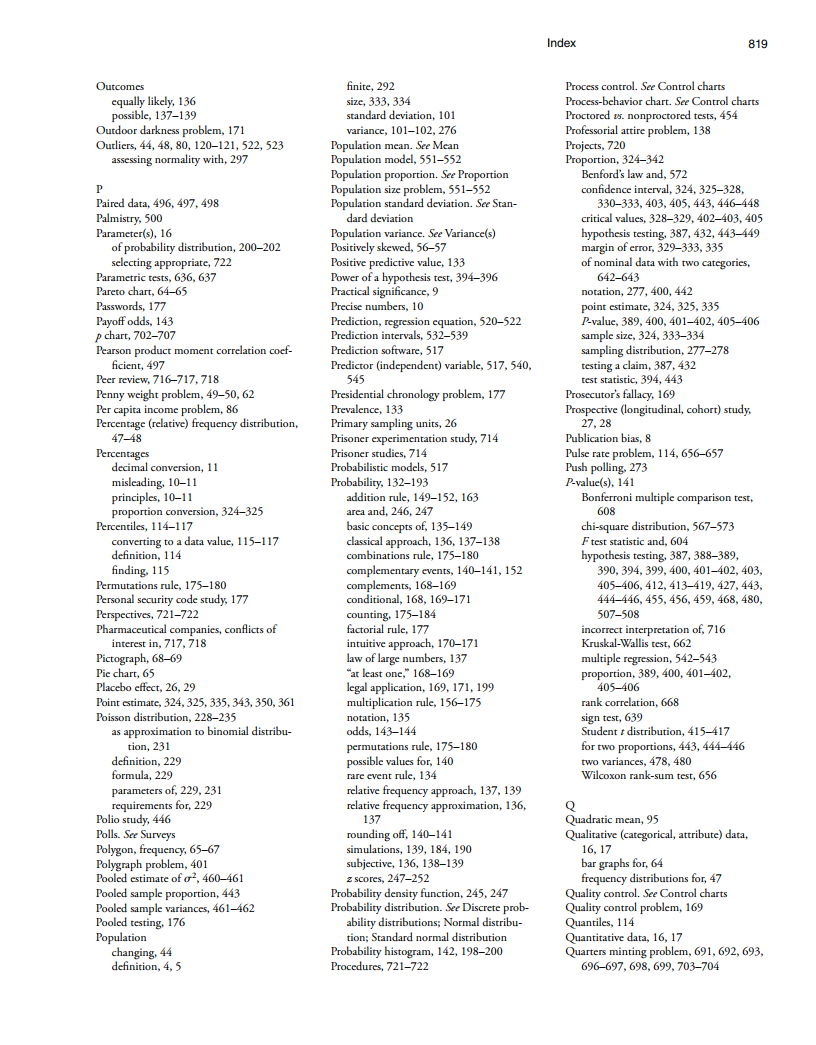 Index 819
Outcomes
equally likely, 136
possible, 137–139
Outdoor darkness problem, 171
Outliers, 44, 48, 80, 120–121, 522, 523
assessing normality with, 297
P
Paired data, 496, 497, 498
Palmistry, 500
Parameter(s), 16
of probability distribution, 200–202
selecting appropriate, 722
Parametric tests, 636, 637
Pareto chart, 64–65
Passwords, 177
Payoff odds, 143
p chart, 702–707
Pearson product moment correlation coef-
ficient, 497
Peer review, 716–717, 718
Penny weight problem, 49–50, 62
Per capita income problem, 86
Percentage (relative) frequency distribution,
47–48
Percentages
decimal conversion, 11
misleading, 10–11
principles, 10–11
proportion conversion, 324–325
Percentiles, 114–117
converting to a data value, 115–117
definition, 114
finding, 115
Permutations rule, 175–180
Personal security code study, 177
Perspectives, 721–722
Pharmaceutical companies, conflicts of
interest in, 717, 718
Pictograph, 68–69
Pie chart, 65
Placebo effect, 26, 29
Point estimate, 324, 325, 335, 343, 350, 361
Poisson distribution, 228–235
as approximation to binomial distribu-
tion, 231
definition, 229
formula, 229
parameters of, 229, 231
requirements for, 229
Polio study, 446
Polls. See Surveys
Polygon, frequency, 65–67
Polygraph problem, 401
Pooled estimate of σ², 460–461
Pooled sample proportion, 443
Pooled sample variances, 461–462
Pooled testing, 176
Population
changing, 44
definition, 4, 5
finite, 292
size, 333, 334
standard deviation, 101
variance, 101–102, 276
Population mean. See Mean
Population model, 551–552
Population proportion. See Proportion
Population size problem, 551–552
Population standard deviation. See Stan-
dard deviation
Population variance. See Variance(s)
Positively skewed, 56–57
Positive predictive value, 133
Power of a hypothesis test, 394–396
Practical significance, 9
Precise numbers, 10
Prediction, regression equation, 520–522
Prediction intervals, 532–539
Prediction software, 517
Predictor (independent) variable, 517, 540,
545
Presidential chronology problem, 177
Prevalence, 133
Primary sampling units, 26
Prisoner experimentation study, 714
Prisoner studies, 714
Probabilistic models, 517
Probability, 132–193
addition rule, 149–152, 163
area and, 246, 247
basic concepts of, 135–149
classical approach, 136, 137–138
combinations rule, 175–180
complementary events, 140–141, 152
complements, 168–169
conditional, 168, 169–171
counting, 175–184
factorial rule, 177
intuitive approach, 170–171
law of large numbers, 137
“at least one,” 168–169
legal application, 169, 171, 199
multiplication rule, 156–175
notation, 135
odds, 143–144
permutations rule, 175–180
possible values for, 140
rare event rule, 134
relative frequency approach, 137, 139
relative frequency approximation, 136,
137
rounding off, 140–141
simulations, 139, 184, 190
subjective, 136, 138–139
z scores, 247–252
Probability density function, 245, 247
Probability distribution. See Discrete prob-
ability distributions; Normal distribu-
tion; Standard normal distribution
Probability histogram, 142, 198–200
Procedures, 721–722
Process control. See Control charts
Process-behavior chart. See Control charts
Proctored vs. nonproctored tests, 454
Professorial attire problem, 138
Projects, 720
Proportion, 324–342
Benford’s law and, 572
confidence interval, 324, 325–328,
330–333, 403, 405, 443, 446–448
critical values, 328–329, 402–403, 405
hypothesis testing, 387, 432, 443–449
margin of error, 329–333, 335
of nominal data with two categories,
642–643
notation, 277, 400, 442
point estimate, 324, 325, 335
P-value, 389, 400, 401–402, 405–406
sample size, 324, 333–334
sampling distribution, 277–278
testing a claim, 387, 432
test statistic, 394, 443
Prosecutor’s fallacy, 169
Prospective (longitudinal, cohort) study,
27, 28
Publication bias, 8
Pulse rate problem, 114, 656–657
Push polling, 273
P-value(s), 141
Bonferroni multiple comparison test,
608
chi-square distribution, 567–573
F test statistic and, 604
hypothesis testing, 387, 388–389,
390, 394, 399, 400, 401–402, 403,
405–406, 412, 413–419, 427, 443,
444–446, 455, 456, 459, 468, 480,
507–508
incorrect interpretation of, 716
Kruskal-Wallis test, 662
multiple regression, 542–543
proportion, 389, 400, 401–402,
405–406
rank correlation, 668
sign test, 639
Student t distribution, 415–417
for two proportions, 443, 444–446
two variances, 478, 480
Wilcoxon rank-sum test, 656
Q
Quadratic mean, 95
Qualitative (categorical, attribute) data,
16, 17
bar graphs for, 64
frequency distributions for, 47
Quality control. See Control charts
Quality control problem, 169
Quantiles, 114
Quantitative data, 16, 17
Quarters minting problem, 691, 692, 693,
696–697, 698, 699, 703–704